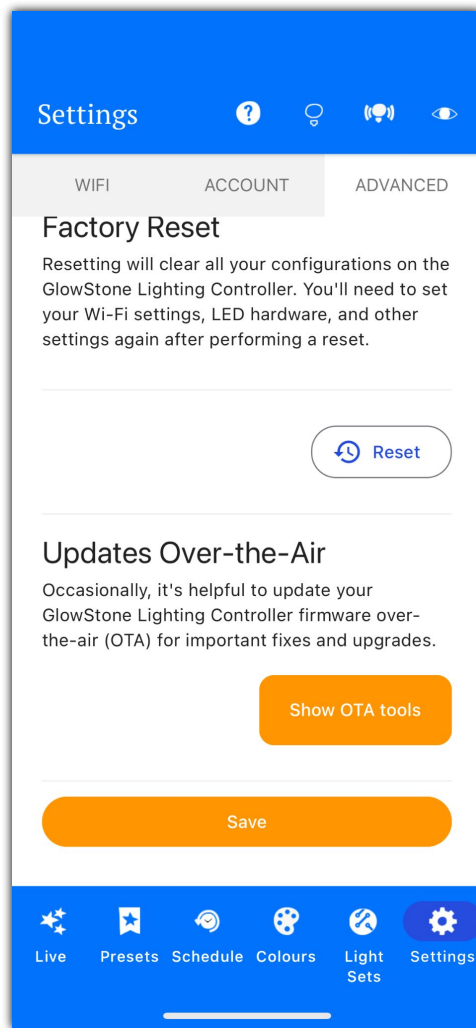 Settings
WIFI ACCOUNT ADVANCED
Factory Reset
Resetting will clear all your configurations on the
GlowStone Lighting Controller. You'll need to set
your Wi-Fi settings, LED hardware, and other
settings again after performing a reset.
Reset
Updates Over-the-Air
Occasionally, it's helpful to update your
GlowStone Lighting Controller firmware over-
the-air (OTA) for important fixes and upgrades.
Show OTA tools
Save
Live Presets Schedule Colours Light Settings
Sets